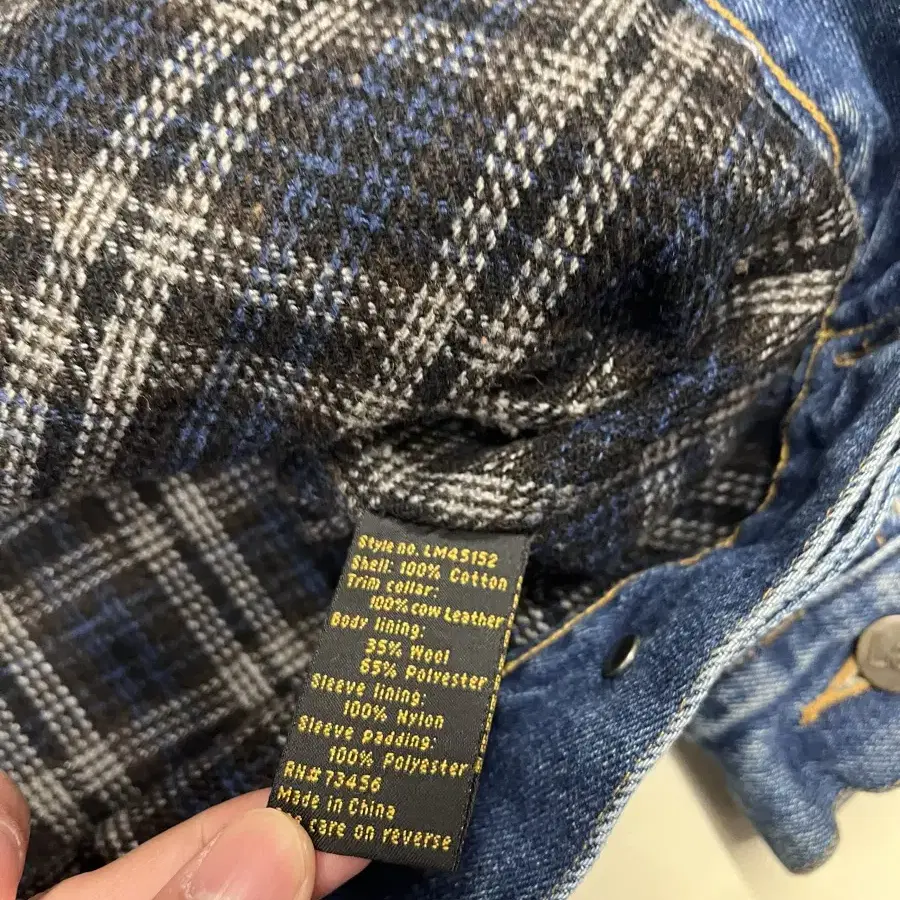 Style no. LM45152
Shell: 100% Cotton
Trim collar:
100% cow Leather
Body lining:
35% Wool
65% Polyester
Sleeve lining:
100% Nylon
Sleeve padding:
100% Polyester
RN# 73456
Made in China
care on reverse